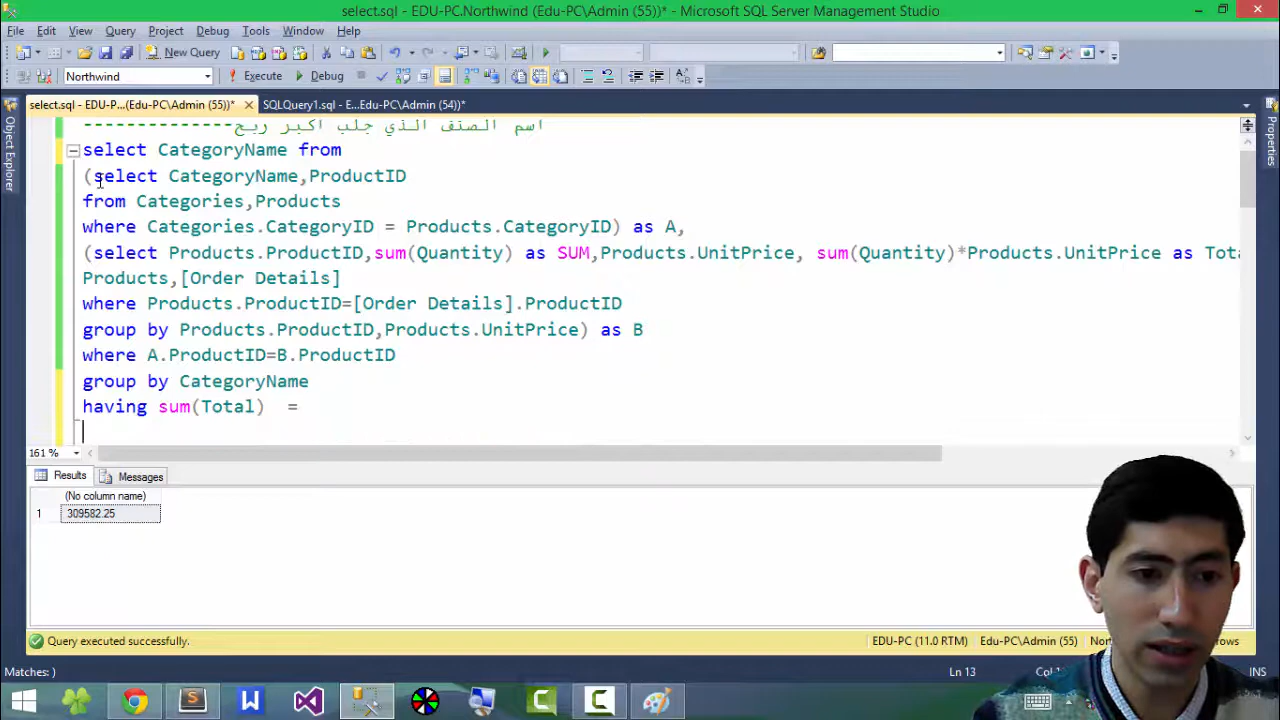 select.sql - EDU-PC.Northwind (Edu-PC\Admin (55))* - Microsoft SQL Server Management Studio
File Edit View Query Project Debug Tools Window Help
New Query
Northwind Execute Debug
select.sql - EDU-P...(Edu-PC\Admin (55))* SQLQuery1.sql - E...Edu-PC\Admin (54))*
Object Explorer
Properties
--------------اسم الصنف الذي جلب اكبر ربح
select CategoryName from
(select CategoryName,ProductID
from Categories,Products
where Categories.CategoryID = Products.CategoryID) as A,
(select Products.ProductID,sum(Quantity) as SUM,Products.UnitPrice, sum(Quantity)*Products.UnitPrice as Tota
Products,[Order Details]
where Products.ProductID=[Order Details].ProductID
group by Products.ProductID,Products.UnitPrice) as B
where A.ProductID=B.ProductID
group by CategoryName
having sum(Total) =
161 %
Results Messages
(No column name)
1 309582.25
Query executed successfully. EDU-PC (11.0 RTM) Edu-PC\Admin (55)
Matches: ) Ln 13 INS